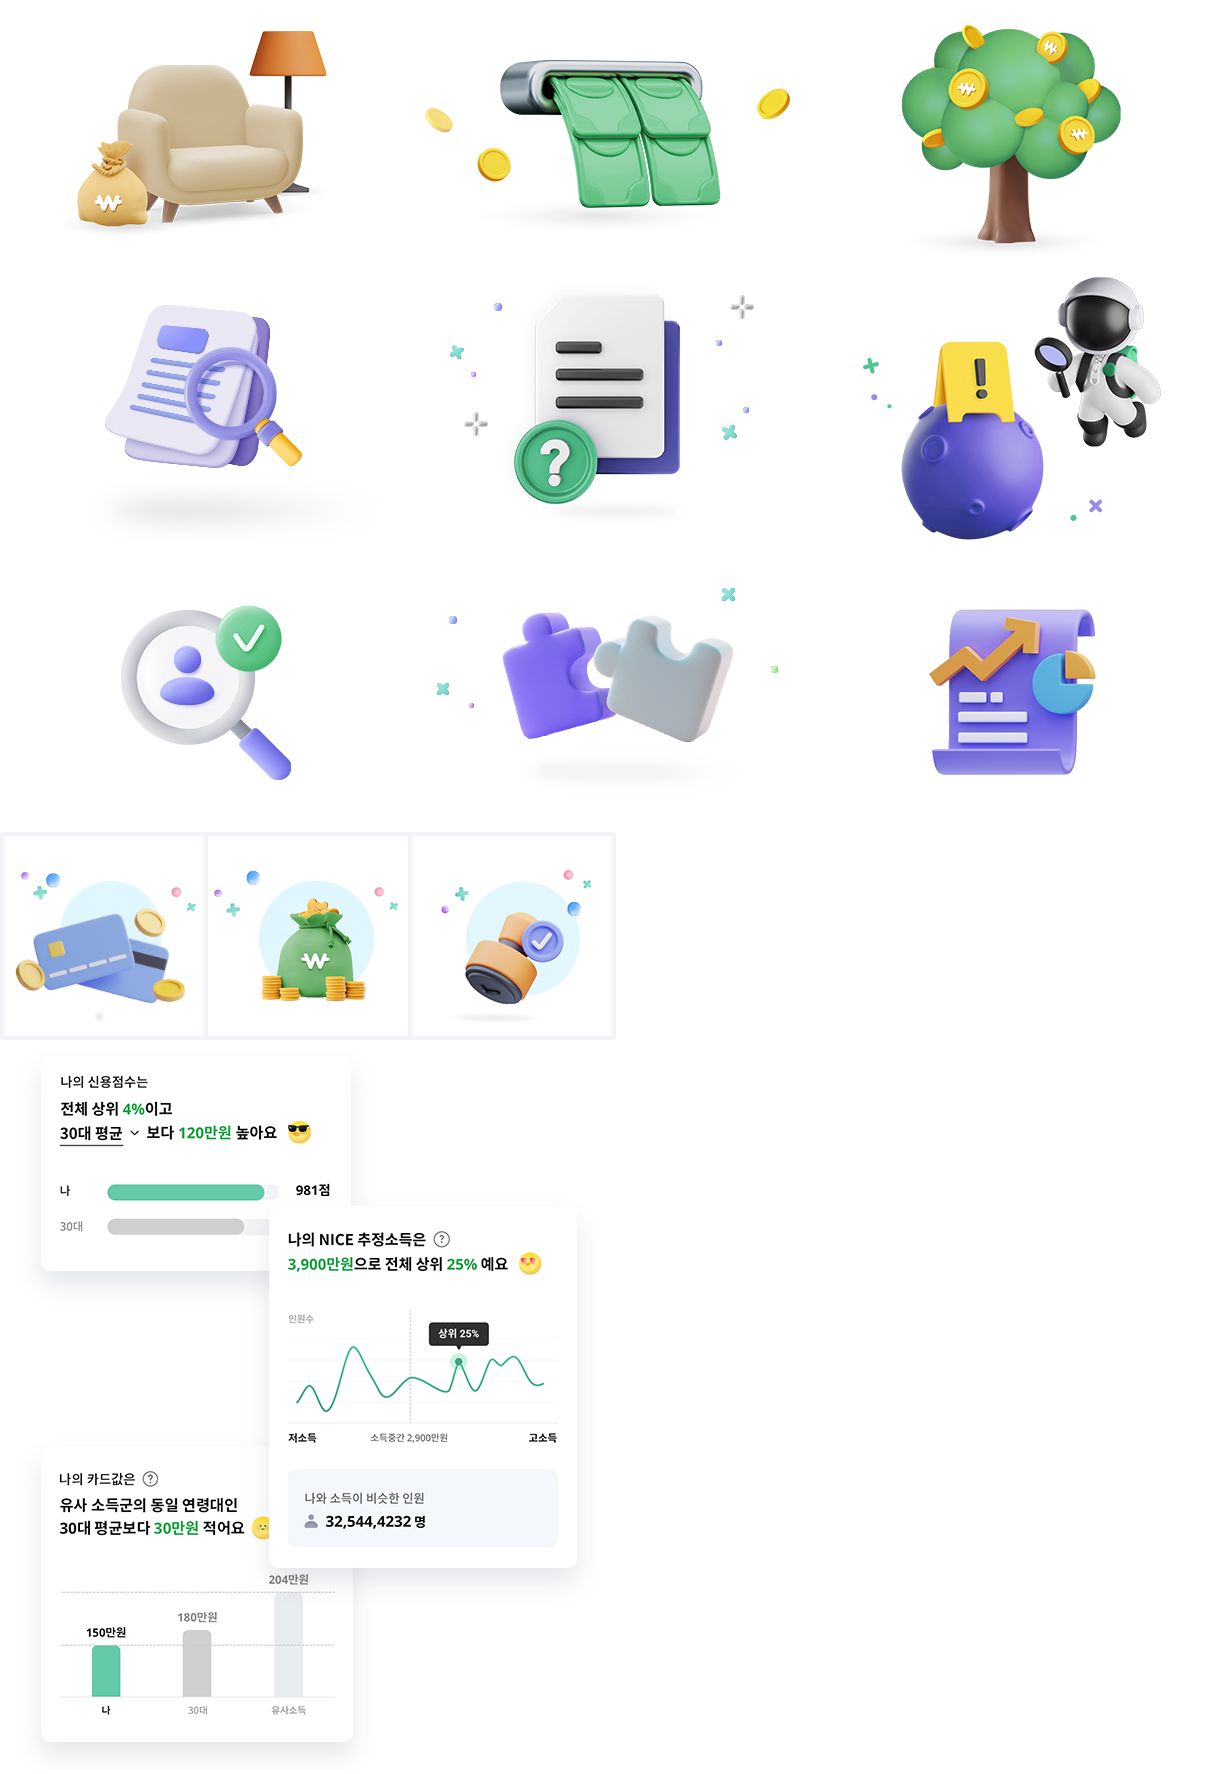 ₩
₩
₩
₩
?
!
₩
나의 신용점수는
전체 상위 4%이고
30대 평균 보다 120만원 높아요
나 981점
30대
나의 NICE 추정소득은 ?
3,900만원으로 전체 상위 25% 예요
인원수
상위 25%
저소득 소득중간 2,900만원 고소득
나와 소득이 비슷한 인원
32,544,4232 명
나의 카드값은 ?
유사 소득군의 동일 연령대인
30대 평균보다 30만원 적어요
204만원
180만원
150만원
나 30대 유사소득